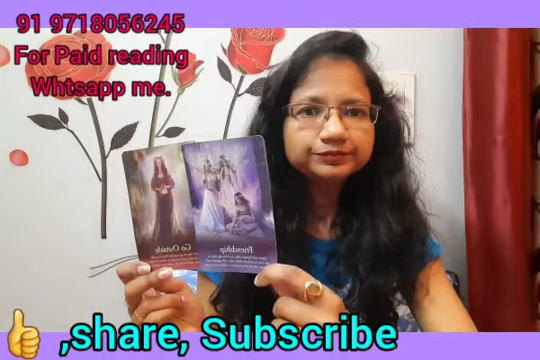 91 9718056245
For Paid reading
Whtsapp me.
Go Outside
Friendship
👍 ,share, Subscribe